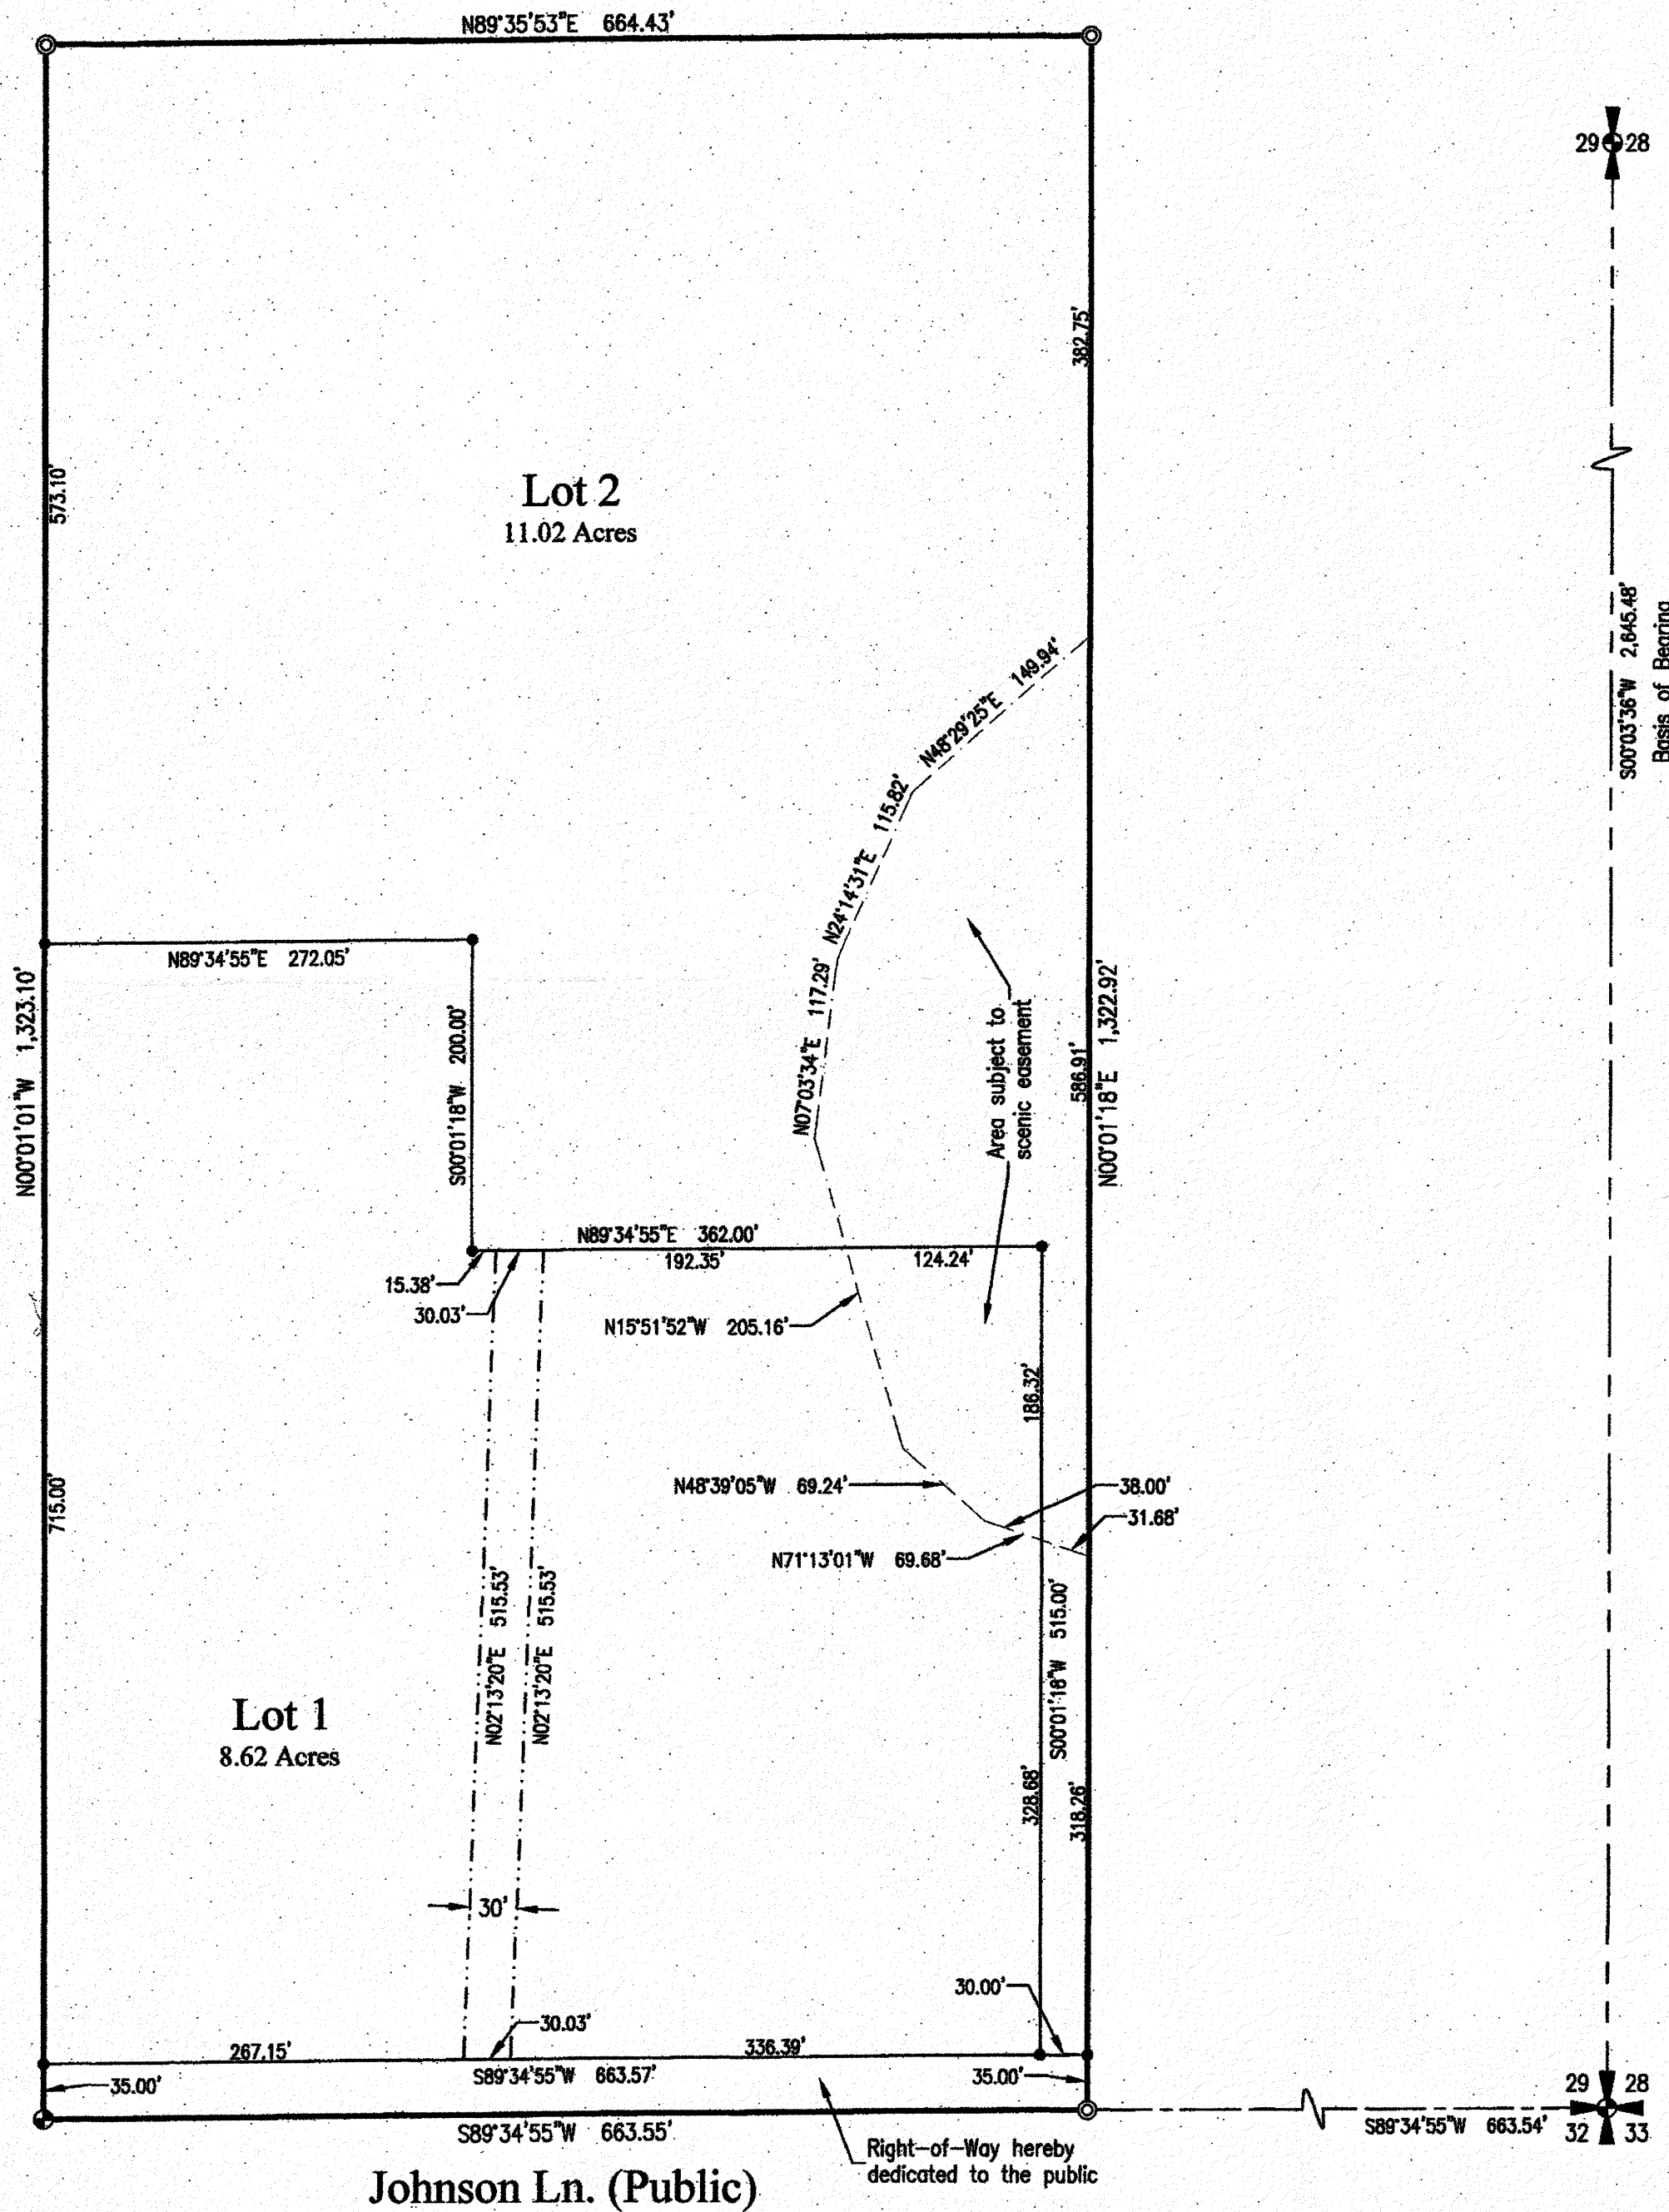 N89°35'53"E 664.43'
29 28
382.75'
573.10'
Lot 2
11.02 Acres
S00°03'36"W 2,645.48'
Basis of Bearing
N48°29'25"E 149.94'
N24°14'31"E 115.82'
N07°03'34"E 117.29'
N89°34'55"E 272.05'
N00°01'01"W 1,323.10'
S00°01'18"W 200.00'
Area subject to
scenic easement
586.91'
N00°01'18"E 1,322.92'
N89°34'55"E 362.00'
192.35'
124.24'
15.38'
30.03'
N15°51'52"W 205.16'
186.32'
715.00'
N48°39'05"W 69.24'
38.00'
31.68'
N71°13'01"W 69.68'
N02°13'20"E 515.53'
N02°13'20"E 515.53'
S00°01'18"W 515.00'
Lot 1
8.62 Acres
328.68'
318.26'
30'
30.00'
30.03'
267.15'
336.39'
S89°34'55"W 663.57'
35.00'
35.00'
S89°34'55"W 663.55'
29 28
S89°34'55"W 663.54'
32 33
Right-of-Way hereby
dedicated to the public
Johnson Ln. (Public)